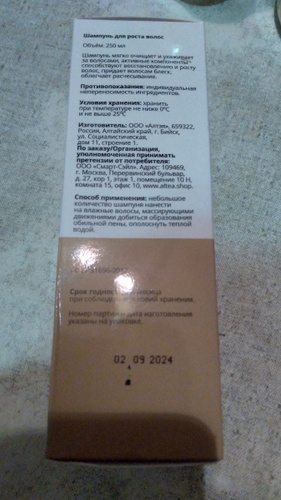 Шампунь для роста волос
Объём: 250 мл
Шампунь мягко очищает и ухаживает
за волосами, активные компоненты
способствуют восстановлению и росту
волос, придает волосам блеск,
облегчает расчесывание.
Противопоказания: индивидуальная
непереносимость ингредиентов.
Условия хранения: хранить
при температуре не ниже 0°С
и не выше 25°С
Изготовитель: ООО «Алтэя», 659322,
Россия, Алтайский край, г. Бийск,
ул. Социалистическая,
дом 11, строение 1.
По заказу/Организация,
уполномоченная принимать
претензии от потребителя:
ООО «Смарт-Сэйл». Адрес: 109469,
г. Москва, Перервинский бульвар,
д. 27, кор 1, этаж 1, помещение 10 Н,
комната 15, офис 10, www.altea.shop.
Способ применения: небольшое
количество шампуня нанести
на влажные волосы, массирующими
движениями добиться образования
обильной пены, ополоснуть теплой
водой.
Срок годности месяца
при соблюдении условий хранения.
Номер партии и дата изготовления
указаны на упаковке.
02 09 2024